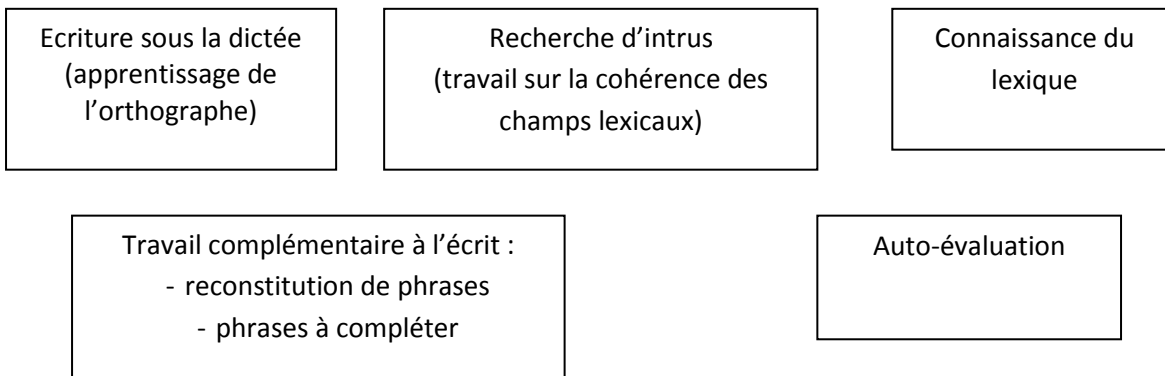 Ecriture sous la dictée
(apprentissage de
l’orthographe)
Recherche d’intrus
(travail sur la cohérence des
champs lexicaux)
Connaissance du
lexique
Travail complémentaire à l’écrit :
- reconstitution de phrases
- phrases à compléter
Auto-évaluation